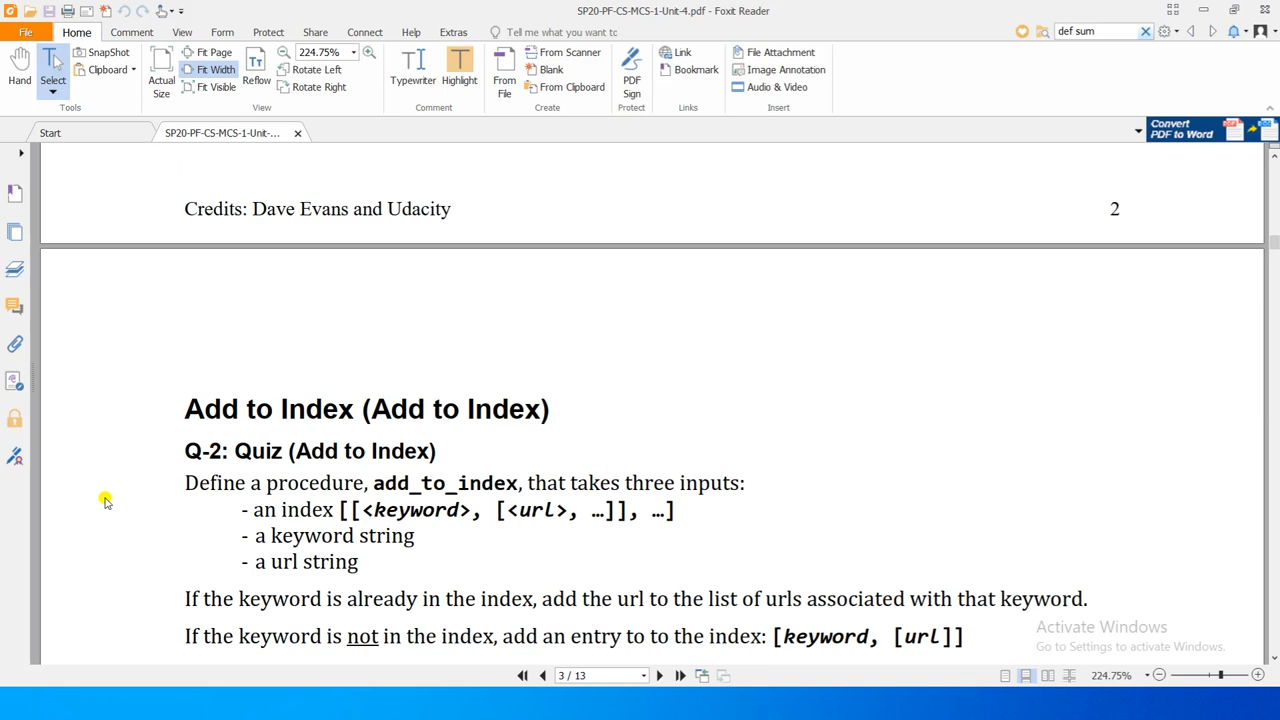 SP20-PF-CS-MCS-1-Unit-4.pdf - Foxit Reader
File Home Comment View Form Protect Share Connect Help Extras Tell me what you want to do def sum
Hand
Select
SnapShot
Clipboard
Tools
Actual Size
Fit Page
Fit Width
Fit Visible
Reflow
224.75%
Rotate Left
Rotate Right
View
Typewriter
Highlight
Comment
From File
From Scanner
Blank
From Clipboard
Create
PDF Sign
Protect
Link
Bookmark
Links
File Attachment
Image Annotation
Audio & Video
Insert
Start SP20-PF-CS-MCS-1-Unit-...
Convert
PDF to Word
Credits: Dave Evans and Udacity 2
Add to Index (Add to Index)
Q-2: Quiz (Add to Index)
Define a procedure, add_to_index, that takes three inputs:
- an index [[<keyword>, [<url>, …]], …]
- a keyword string
- a url string
If the keyword is already in the index, add the url to the list of urls associated with that keyword.
If the keyword is not in the index, add an entry to to the index: [keyword, [url]]
Activate Windows
Go to Settings to activate Windows.
3 / 13
224.75%